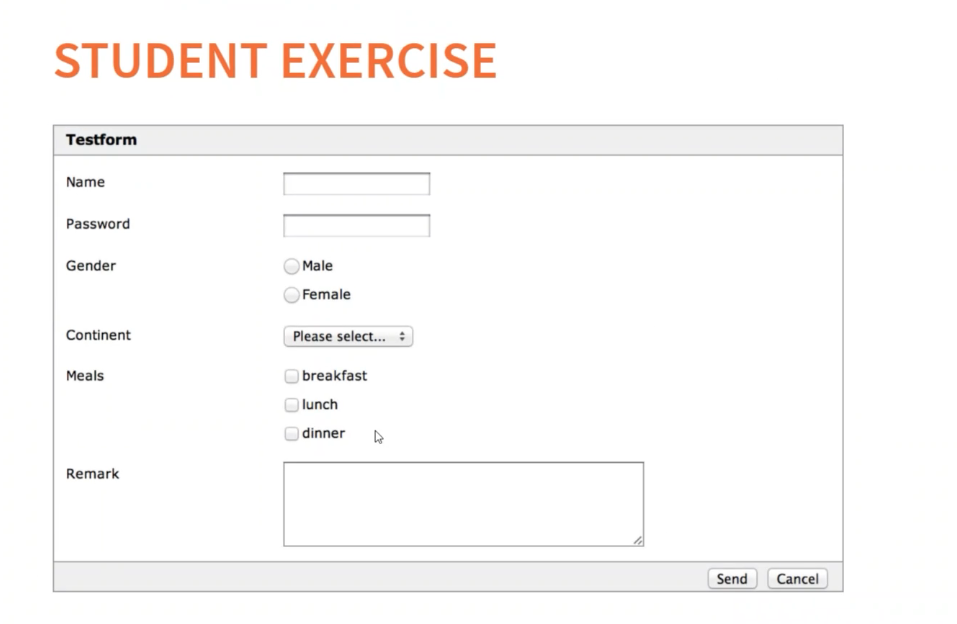 STUDENT EXERCISE
Testform
Name
Password
Gender
Male
Female
Continent
Please select...
Meals
breakfast
lunch
dinner
Remark
Send Cancel